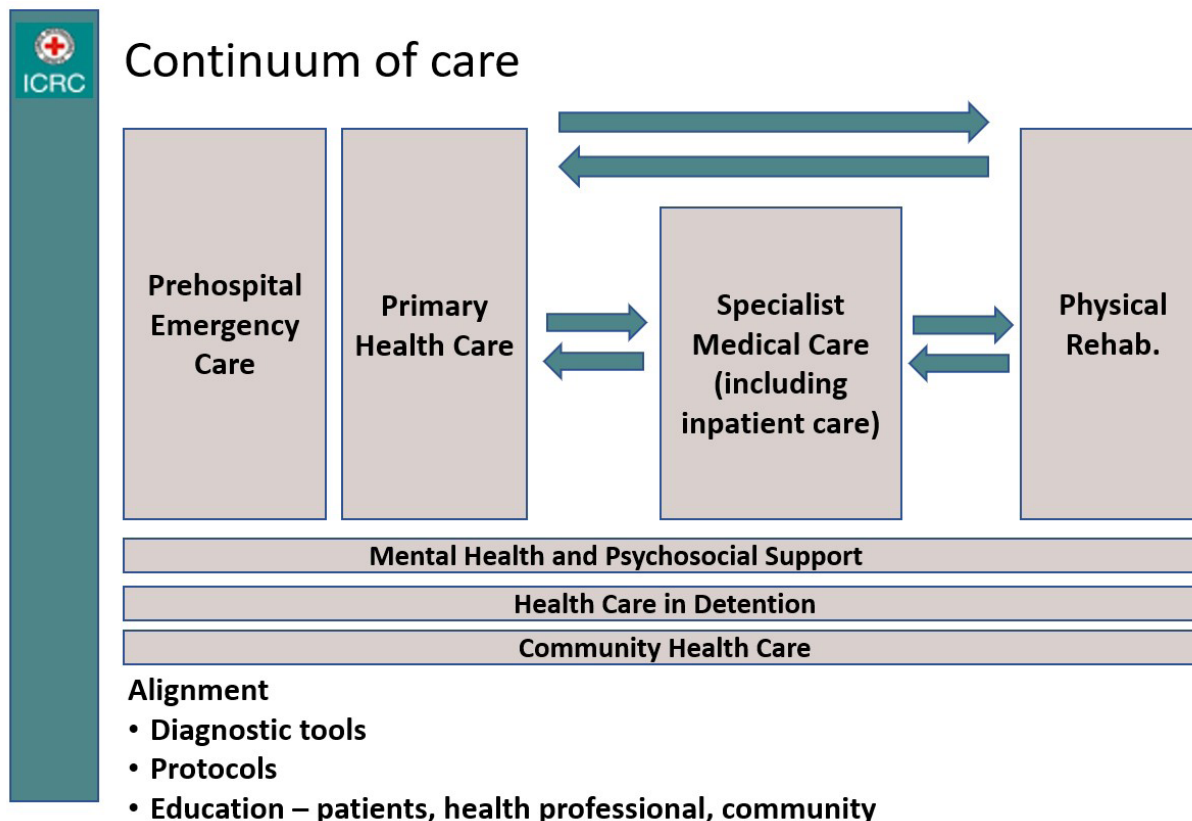 ICRC
Continuum of care
Prehospital
Emergency
Care
Primary
Health Care
Specialist
Medical Care
(including
inpatient care)
Physical
Rehab.
Mental Health and Psychosocial Support
Health Care in Detention
Community Health Care
Alignment
• Diagnostic tools
• Protocols
• Education – patients, health professional, community